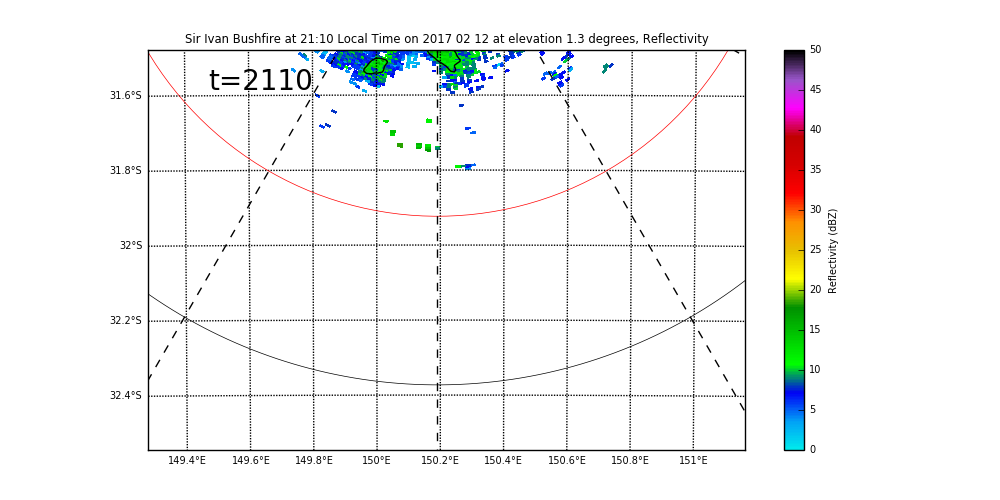 Sir Ivan Bushfire at 21:10 Local Time on 2017 02 12 at elevation 1.3 degrees, Reflectivity
t=2110
31.6°S
31.8°S
32°S
32.2°S
32.4°S
149.4°E 149.6°E 149.8°E 150°E 150.2°E 150.4°E 150.6°E 150.8°E 151°E
50
45
40
35
30
25
20
15
10
5
0
Reflectivity (dBZ)